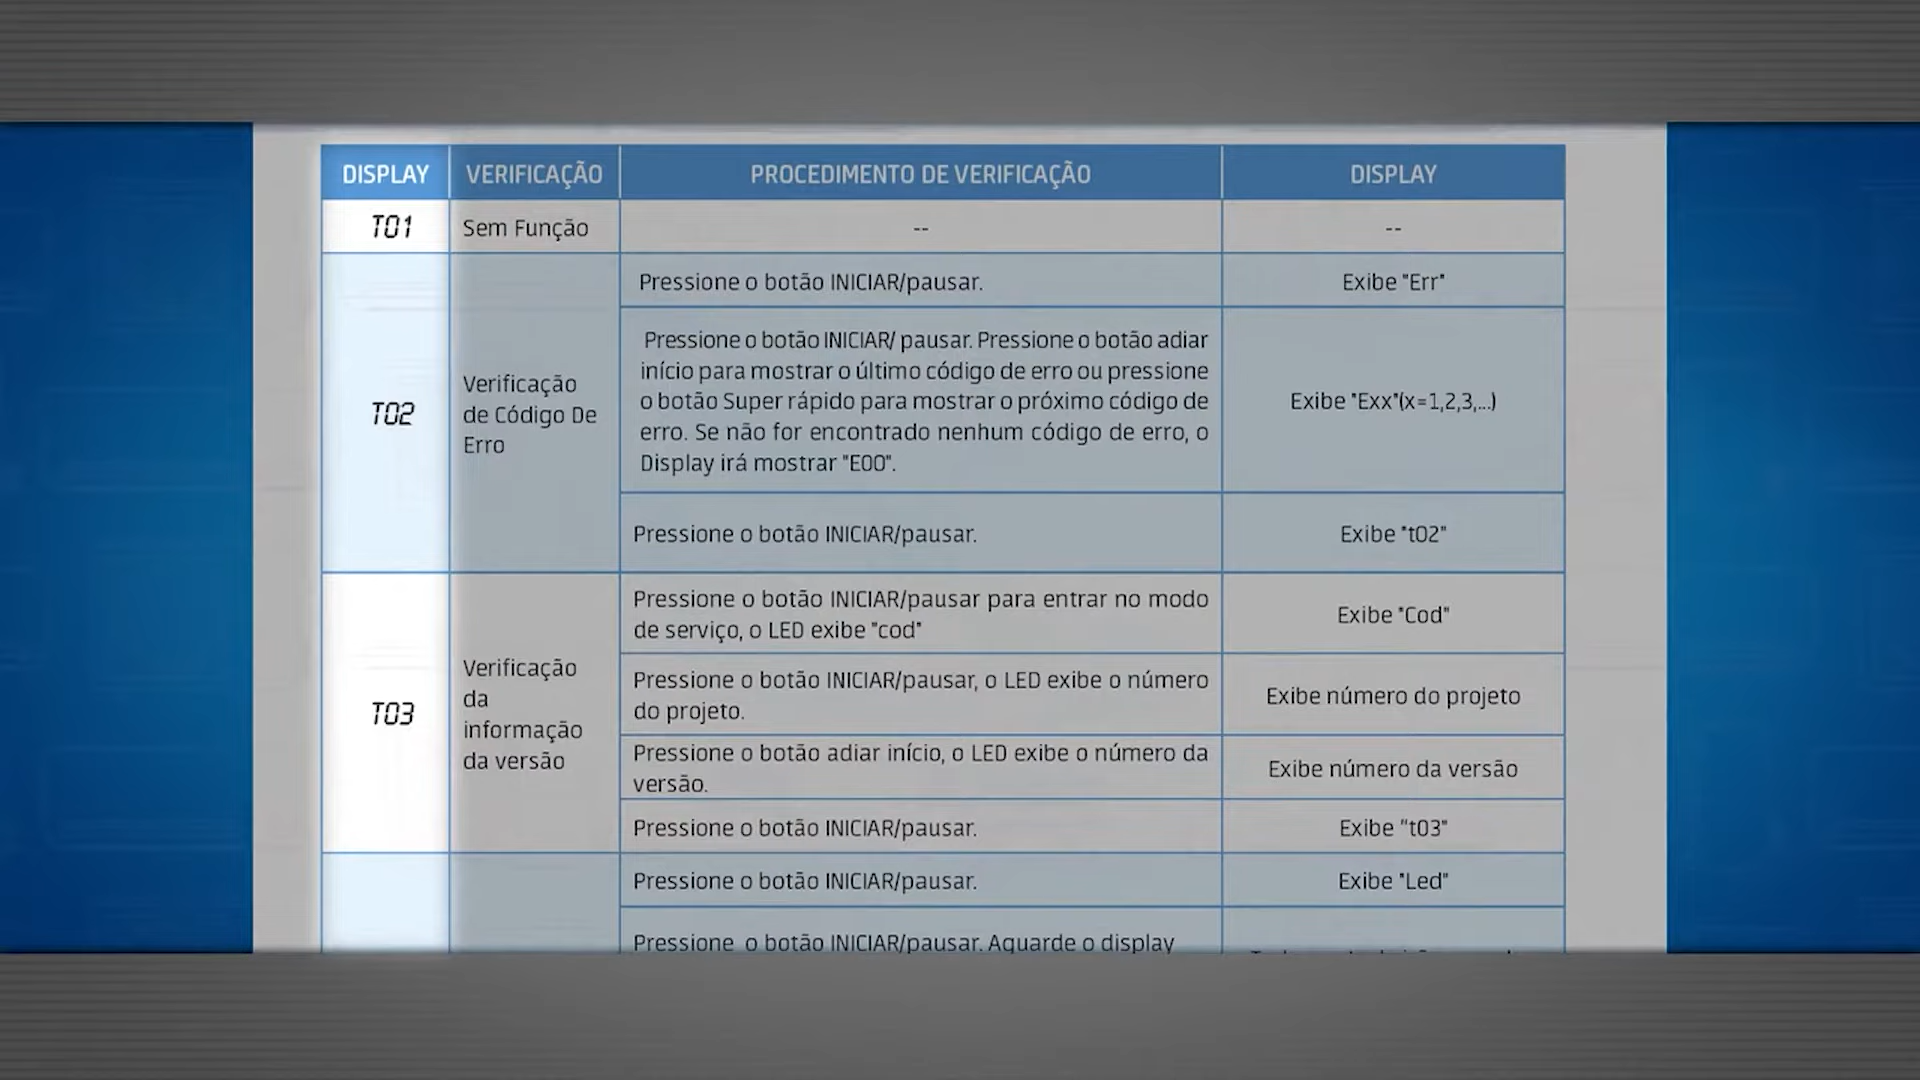 DISPLAY VERIFICAÇÃO PROCEDIMENTO DE VERIFICAÇÃO DISPLAY
T01 Sem Função -- --
T02
Verificação
de Código De
Erro
Pressione o botão INICIAR/pausar. Exibe "Err"
Pressione o botão INICIAR/ pausar. Pressione o botão adiar
início para mostrar o último código de erro ou pressione
o botão Super rápido para mostrar o próximo código de
erro. Se não for encontrado nenhum código de erro, o
Display irá mostrar "E00".
Exibe "Exx"(x=1,2,3,...)
Pressione o botão INICIAR/pausar. Exibe "t02"
T03
Verificação
da
informação
da versão
Pressione o botão INICIAR/pausar para entrar no modo
de serviço, o LED exibe "cod"
Exibe "Cod"
Pressione o botão INICIAR/pausar, o LED exibe o número
do projeto.
Exibe número do projeto
Pressione o botão adiar início, o LED exibe o número da
versão.
Exibe número da versão
Pressione o botão INICIAR/pausar. Exibe "t03"
Pressione o botão INICIAR/pausar. Exibe "Led"
Pressione o botão INICIAR/pausar. Aguarde o display